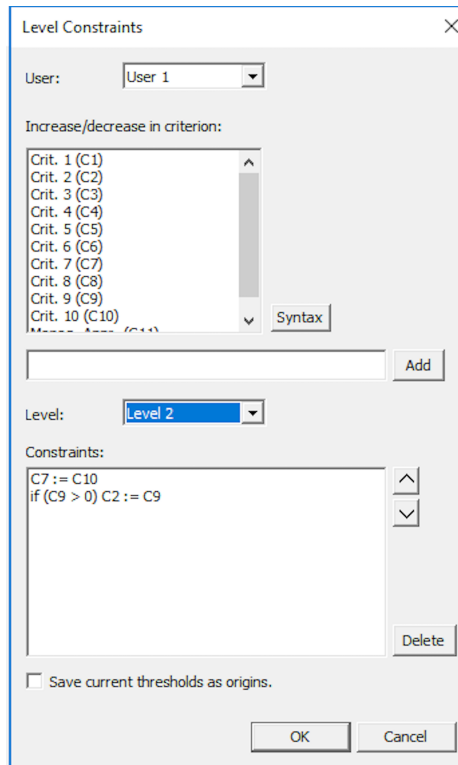 Level Constraints
User:
User 1
Increase/decrease in criterion:
Crit. 1 (C1)
Crit. 2 (C2)
Crit. 3 (C3)
Crit. 4 (C4)
Crit. 5 (C5)
Crit. 6 (C6)
Crit. 7 (C7)
Crit. 8 (C8)
Crit. 9 (C9)
Crit. 10 (C10)
Manag. Appr. (C11)
Syntax
Add
Level:
Level 2
Constraints:
C7 := C10
if (C9 > 0) C2 := C9
Delete
Save current thresholds as origins.
OK
Cancel